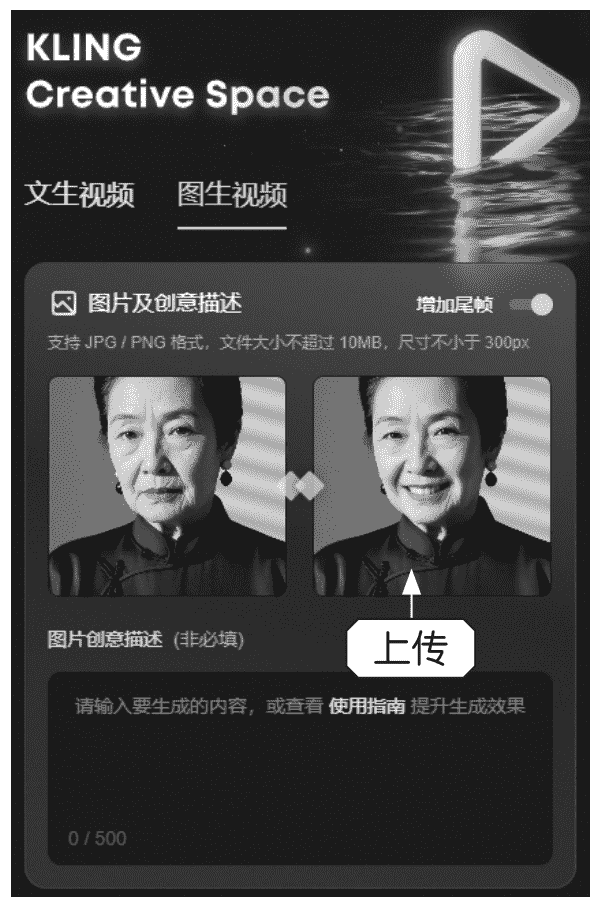 KLING
Creative Space
文生视频 图生视频
图片及创意描述 增加尾帧
支持 JPG / PNG 格式，文件大小不超过 10MB，尺寸不小于 300px
上传
图片创意描述 (非必填)
请输入要生成的内容，或查看 使用指南 提升生成效果
0 / 500